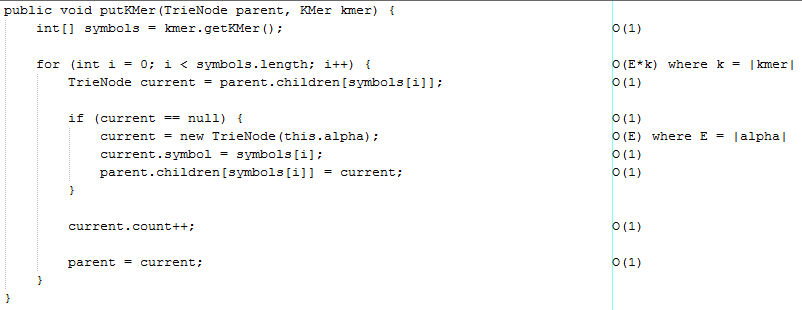 public void putKMer(TrieNode parent, KMer kmer) {
    int[] symbols = kmer.getKMer(); O(1)
    for (int i = 0; i < symbols.length; i++) { O(E*k) where k = |kmer|
        TrieNode current = parent.children[symbols[i]]; O(1)
        if (current == null) { O(1)
            current = new TrieNode(this.alpha); O(E) where E = |alpha|
            current.symbol = symbols[i]; O(1)
            parent.children[symbols[i]] = current; O(1)
        }
        current.count++; O(1)
        parent = current; O(1)
    }
}